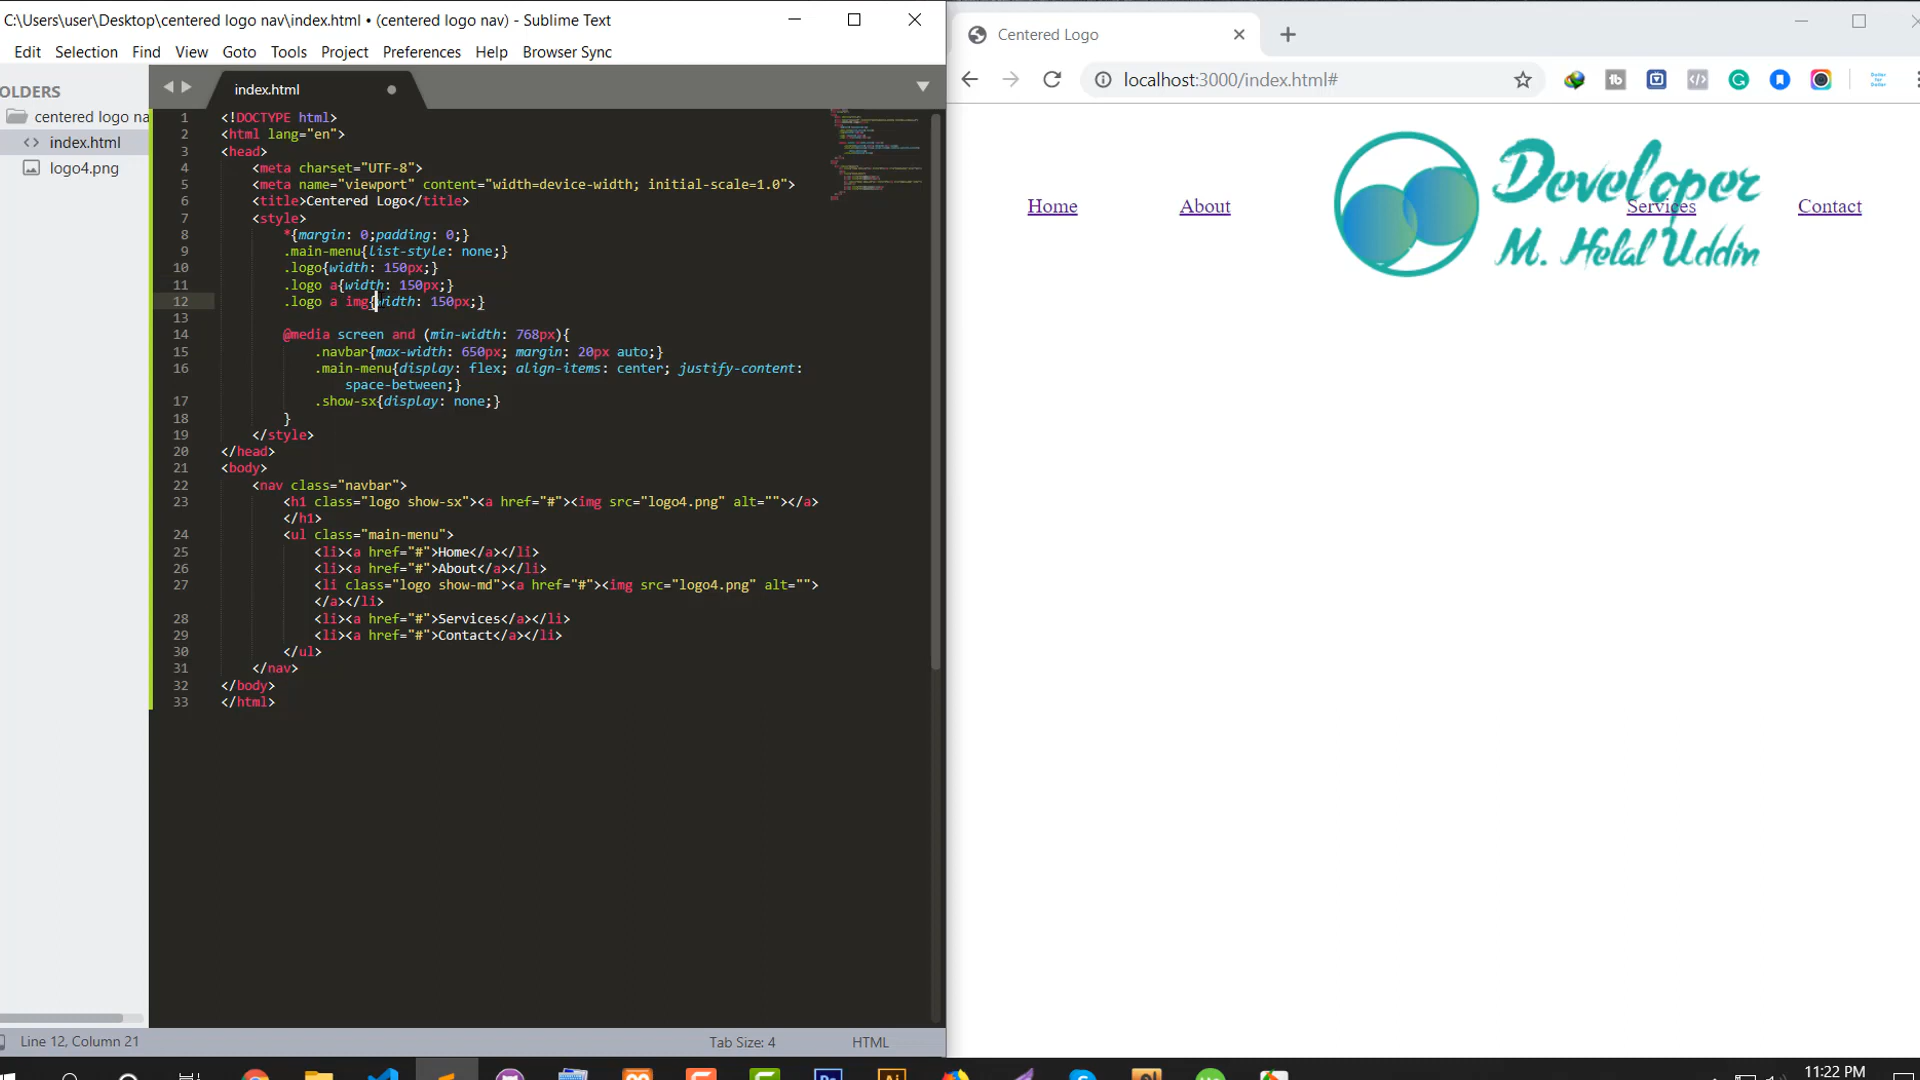 C:\Users\user\Desktop\centered logo nav\index.html • (centered logo nav) - Sublime Text
Edit Selection Find View Goto Tools Project Preferences Help Browser Sync
OLDERS
centered logo na
index.html
logo4.png
index.html
1 <!DOCTYPE html>
2 <html lang="en">
3 <head>
4 <meta charset="UTF-8">
5 <meta name="viewport" content="width=device-width; initial-scale=1.0">
6 <title>Centered Logo</title>
7 <style>
8 *{margin: 0;padding: 0;}
9 .main-menu{list-style: none;}
10 .logo{width: 150px;}
11 .logo a{width: 150px;}
12 .logo a img{width: 150px;}
13
14 @media screen and (min-width: 768px){
15 .navbar{max-width: 650px; margin: 20px auto;}
16 .main-menu{display: flex; align-items: center; justify-content:
space-between;}
17 .show-sx{display: none;}
18 }
19 </style>
20 </head>
21 <body>
22 <nav class="navbar">
23 <h1 class="logo show-sx"><a href="#"><img src="logo4.png" alt=""></a>
</h1>
24 <ul class="main-menu">
25 <li><a href="#">Home</a></li>
26 <li><a href="#">About</a></li>
27 <li class="logo show-md"><a href="#"><img src="logo4.png" alt="">
</a></li>
28 <li><a href="#">Services</a></li>
29 <li><a href="#">Contact</a></li>
30 </ul>
31 </nav>
32 </body>
33 </html>
Line 12, Column 21
Tab Size: 4
HTML
Centered Logo
localhost:3000/index.html#
Home
About
Developer
M. Helal Uddin
Services
Contact
11:22 PM